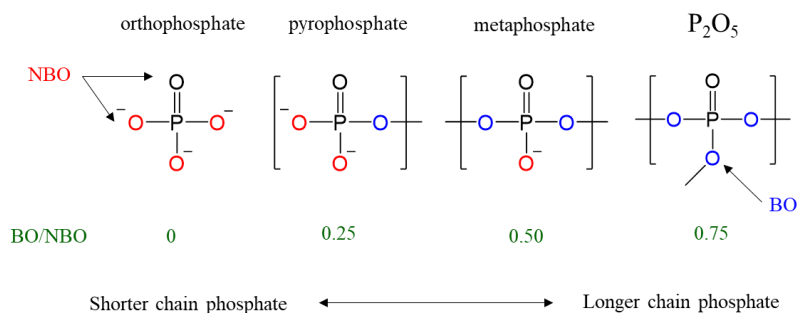 orthophosphate pyrophosphate metaphosphate P₂O₅
NBO
O O O O
⁻O P O⁻ ⁻O P O O P O O P O
O⁻ O⁻ O⁻ O
BO
BO/NBO 0 0.25 0.50 0.75
Shorter chain phosphate Longer chain phosphate